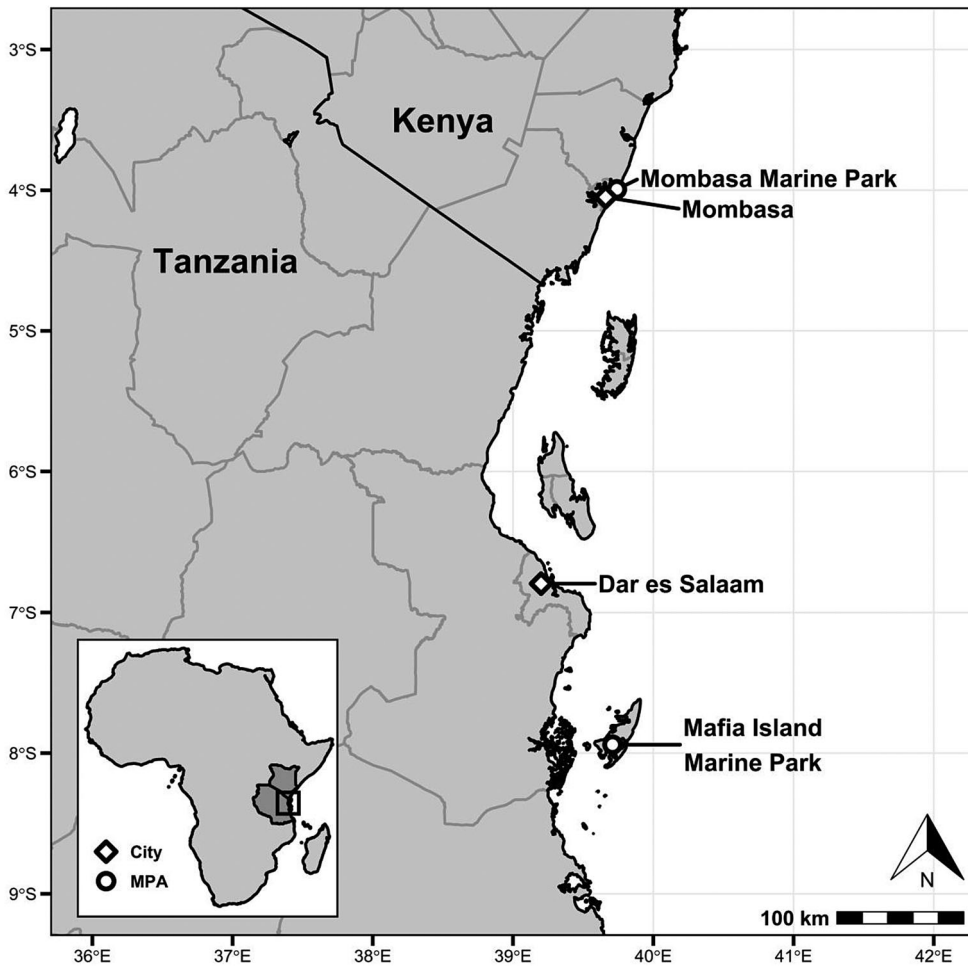 3°S
Kenya
Mombasa Marine Park
4°S
Mombasa
Tanzania
5°S
6°S
Dar es Salaam
7°S
Mafia Island
8°S
Marine Park
City
MPA
N
9°S
100 km
36°E
37°E
38°E
39°E
40°E
41°E
42°E